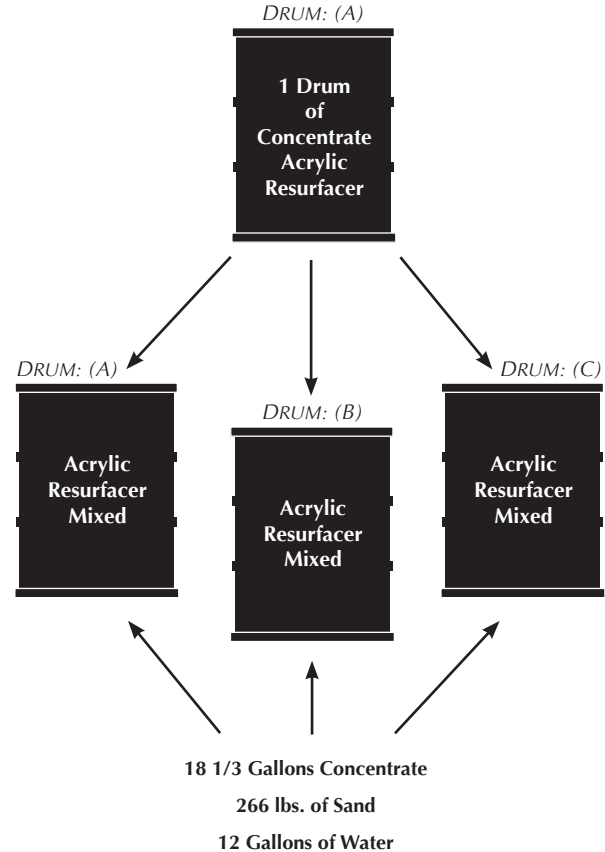 DRUM: (A)
1 Drum
of
Concentrate
Acrylic
Resurfacer
DRUM: (A)
Acrylic
Resurfacer
Mixed
DRUM: (B)
Acrylic
Resurfacer
Mixed
DRUM: (C)
Acrylic
Resurfacer
Mixed
18 1/3 Gallons Concentrate
266 lbs. of Sand
12 Gallons of Water